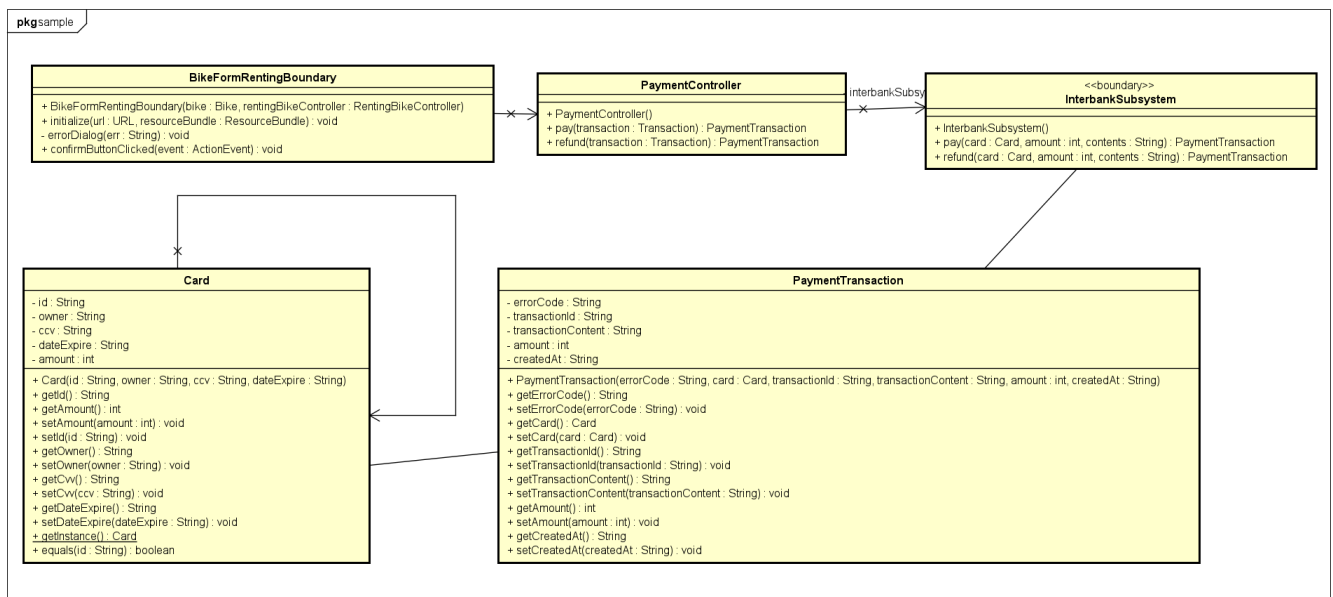 pkg sample
BikeFormRentingBoundary
+ BikeFormRentingBoundary(bike : Bike, rentingBikeController : RentingBikeController)
+ initialize(url : URL, resourceBundle : ResourceBundle) : void
- errorDialog(err : String) : void
+ confirmButtonClicked(event : ActionEvent) : void
PaymentController
+ PaymentController()
+ pay(transaction : Transaction) : PaymentTransaction
+ refund(transaction : Transaction) : PaymentTransaction
- interbankSubsy
<<boundary>>
InterbankSubsystem
+ InterbankSubsystem()
+ pay(card : Card, amount : int, contents : String) : PaymentTransaction
+ refund(card : Card, amount : int, contents : String) : PaymentTransaction
Card
- id : String
- owner : String
- ccv : String
- dateExpire : String
- amount : int
+ Card(id : String, owner : String, ccv : String, dateExpire : String)
+ getId() : String
+ getAmount() : int
+ setAmount(amount : int) : void
+ setId(id : String) : void
+ getOwner() : String
+ setOwner(owner : String) : void
+ getCvv() : String
+ setCvv(ccv : String) : void
+ getDateExpire() : String
+ setDateExpire(dateExpire : String) : void
+ getInstance() : Card
+ equals(id : String) : boolean
PaymentTransaction
- errorCode : String
- transactionId : String
- transactionContent : String
- amount : int
- createdAt : String
+ PaymentTransaction(errorCode : String, card : Card, transactionId : String, transactionContent : String, amount : int, createdAt : String)
+ getErrorCode() : String
+ setErrorCode(errorCode : String) : void
+ getCard() : Card
+ setCard(card : Card) : void
+ getTransactionId() : String
+ setTransactionId(transactionId : String) : void
+ getTransactionContent() : String
+ setTransactionContent(transactionContent : String) : void
+ getAmount() : int
+ setAmount(amount : int) : void
+ getCreatedAt() : String
+ setCreatedAt(createdAt : String) : void